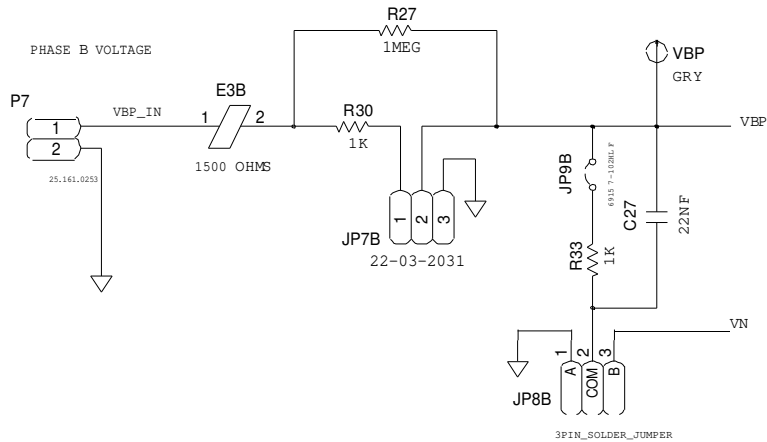 R27
1MEG
PHASE B VOLTAGE
VBP
GRY
P7
E3B
VBP_IN
1
2
R30
VBP
1
2
1K
1500 OHMS
25.161.0253
JP9B
69157-102HLF
C27
22NF
1
2
3
JP7B
22-03-2031
R33
1K
VN
1
2
3
A
COM
B
JP8B
3PIN_SOLDER_JUMPER